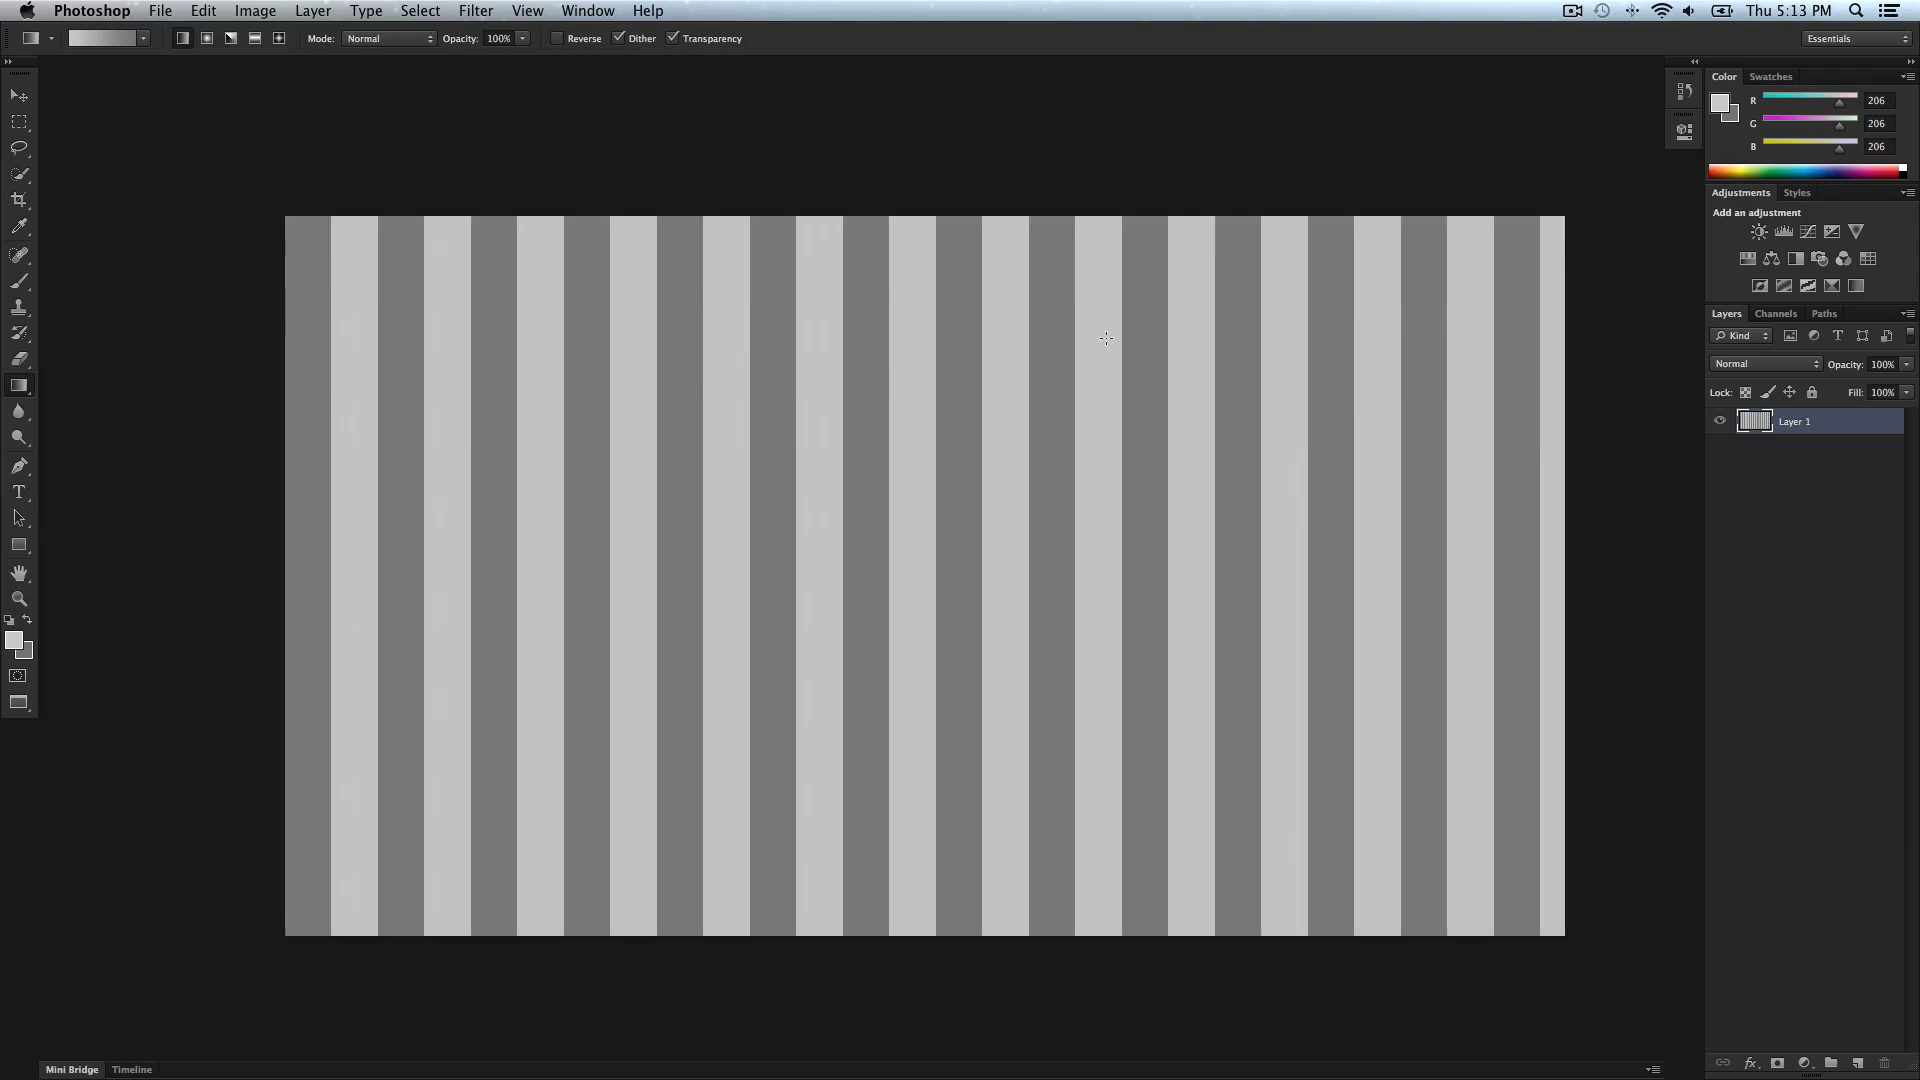 Photoshop File Edit Image Layer Type Select Filter View Window Help Thu 5:13 PM
Mode: Normal Opacity: 100% Reverse Dither Transparency Essentials
Color Swatches
R 206
G 206
B 206
Adjustments Styles
Add an adjustment
Layers Channels Paths
Kind T
Normal Opacity: 100%
Lock: Fill: 100%
Layer 1
T
fx
Mini Bridge Timeline